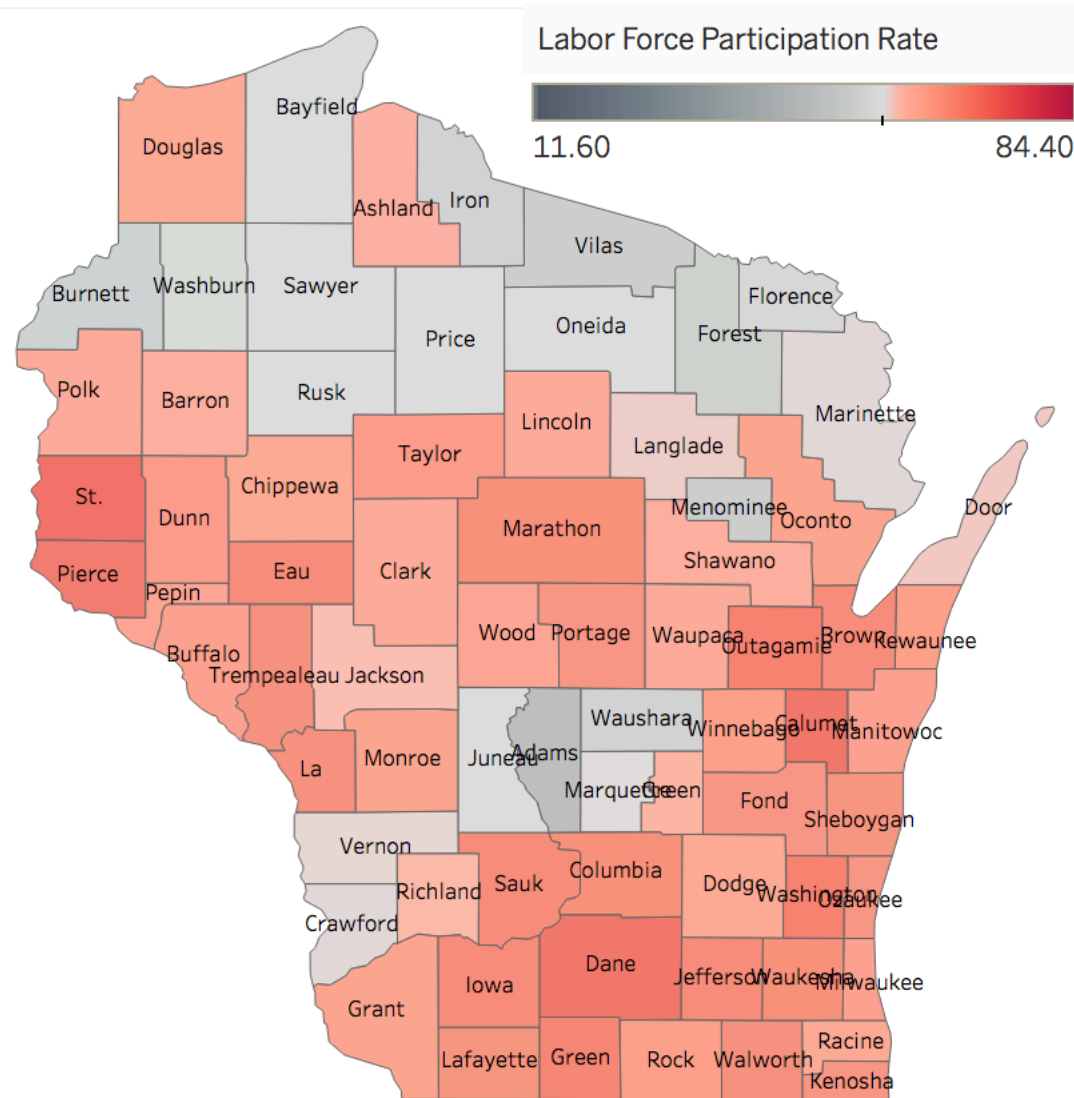 Labor Force Participation Rate
11.60
84.40
Bayfield
Douglas
Ashland
Iron
Vilas
Burnett
Washburn
Sawyer
Florence
Oneida
Forest
Price
Polk
Barron
Rusk
Marinette
Lincoln
Langlade
Taylor
St.
Chippewa
Menominee
Door
Dunn
Marathon
Oconto
Shawano
Pierce
Eau
Clark
Pepin
Wood
Portage
Waupaca
Outagamie
Brown
Kewaunee
Buffalo
Trempealeau
Jackson
Waushara
Winnebago
Calumet
Manitowoc
La
Monroe
Juneau
Adams
Marquette
Green
Fond
Sheboygan
Vernon
Columbia
Richland
Sauk
Dodge
Washington
Ozaukee
Crawford
Dane
Jefferson
Waukesha
Milwaukee
Iowa
Grant
Lafayette
Green
Rock
Walworth
Racine
Kenosha